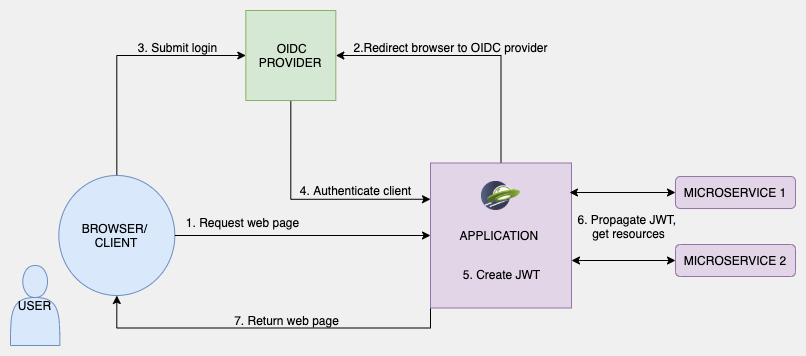 3. Submit login
OIDC
PROVIDER
2.Redirect browser to OIDC provider
4. Authenticate client
MICROSERVICE 1
1. Request web page
BROWSER/
CLIENT
APPLICATION
6. Propagate JWT,
get resources
5. Create JWT
MICROSERVICE 2
USER
7. Return web page